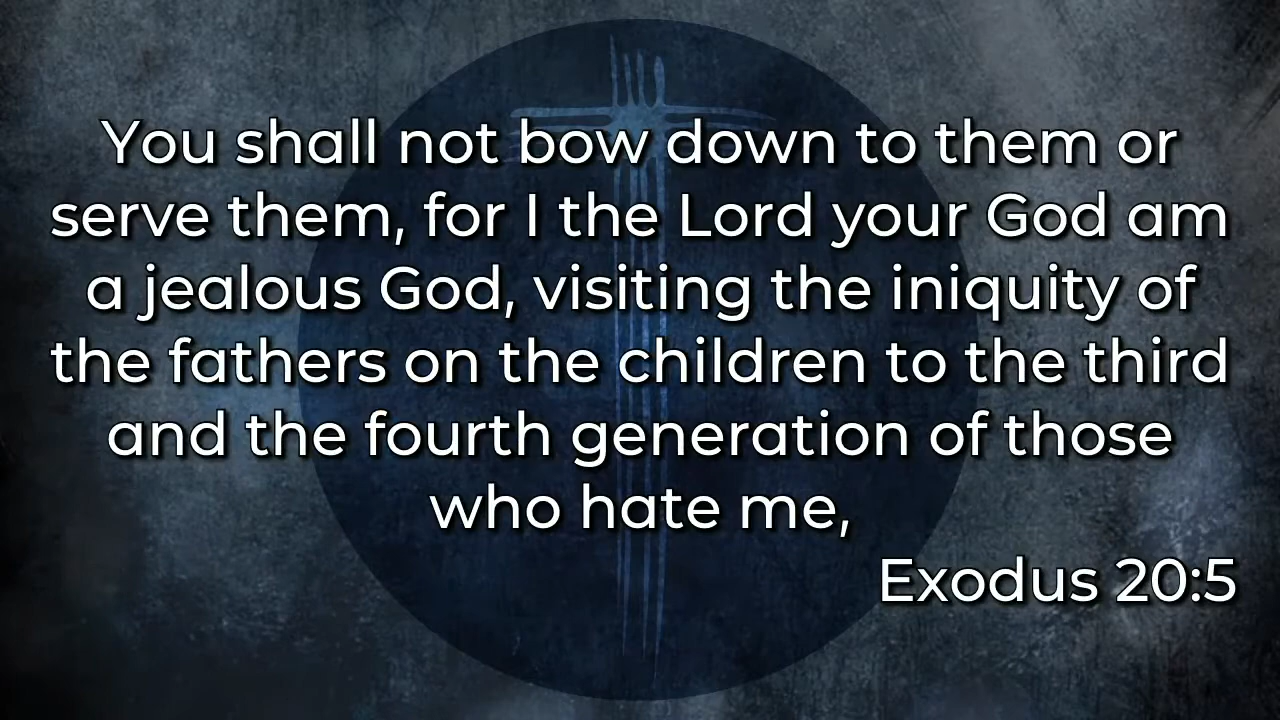 You shall not bow down to them or
serve them, for I the Lord your God am
a jealous God, visiting the iniquity of
the fathers on the children to the third
and the fourth generation of those
who hate me,
Exodus 20:5